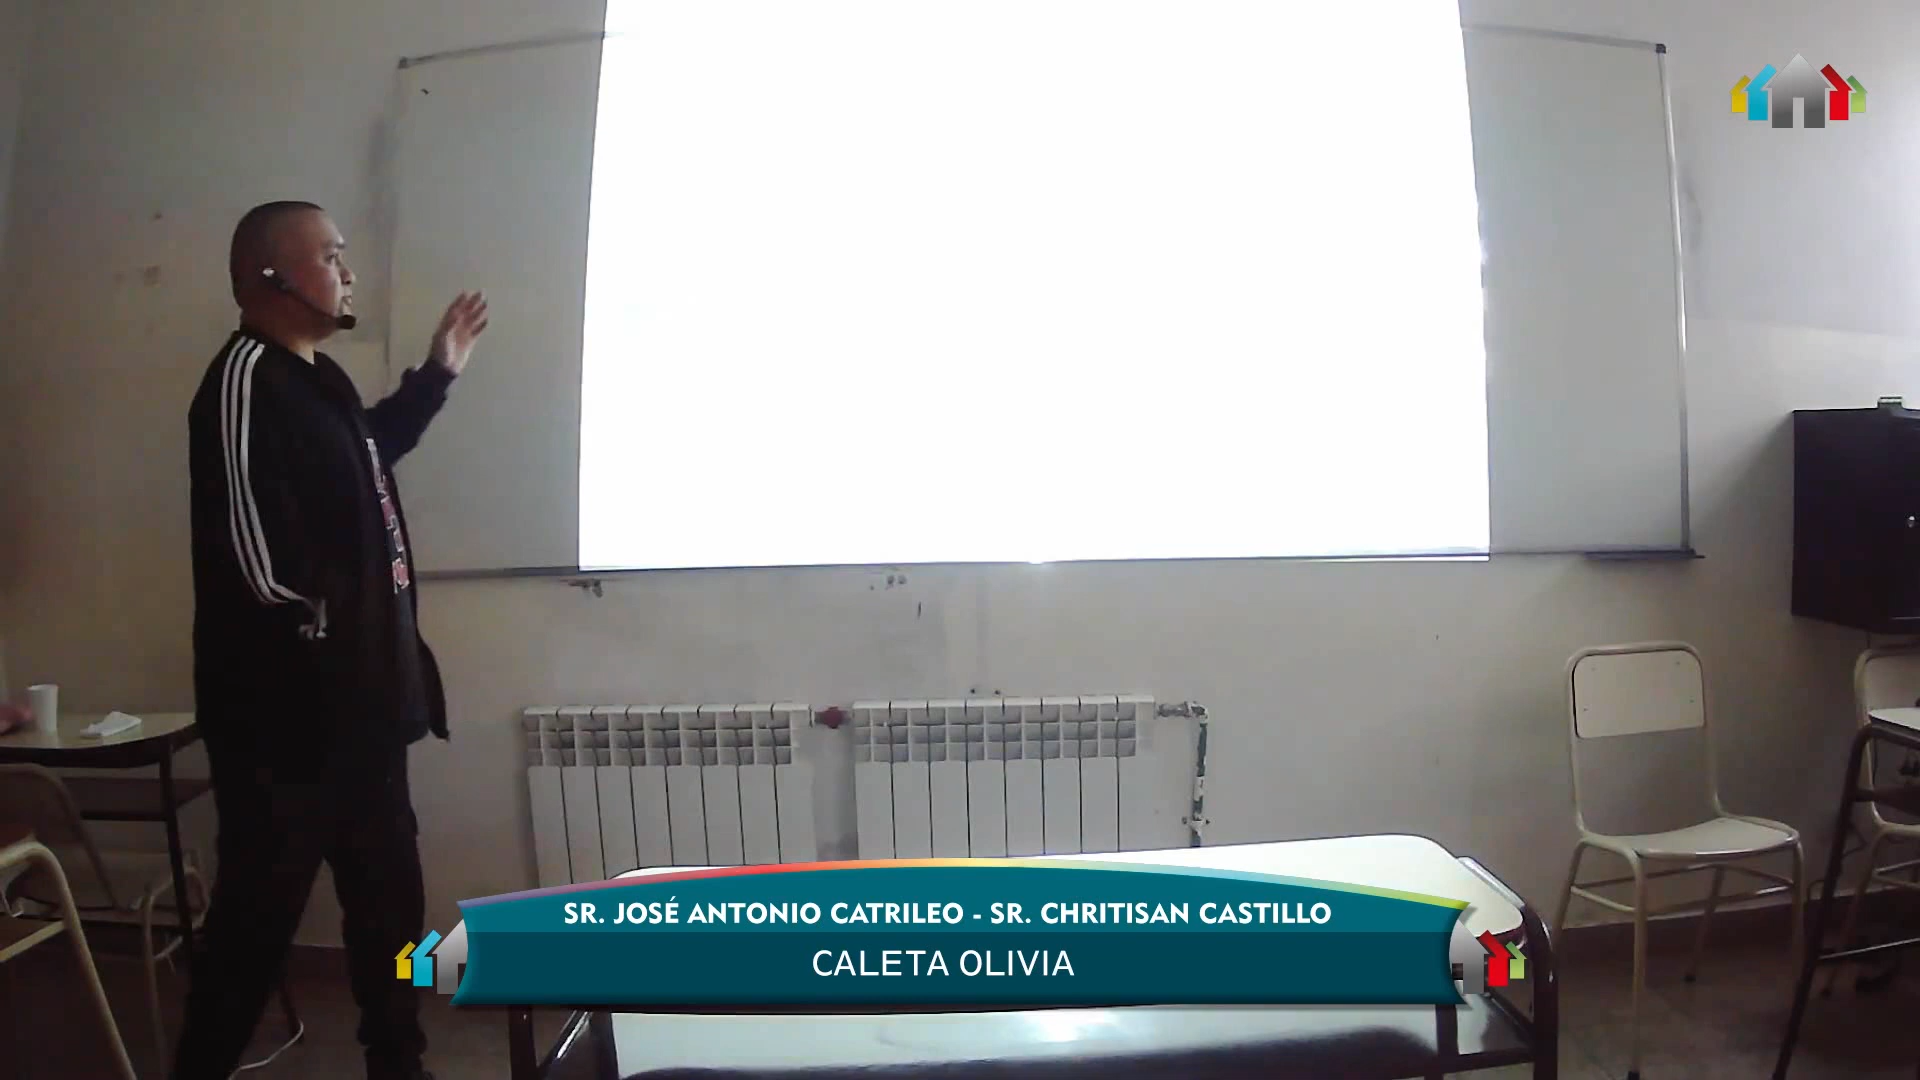 SR. JOSÉ ANTONIO CATRILEO - SR. CHRITISAN CASTILLO
CALETA OLIVIA